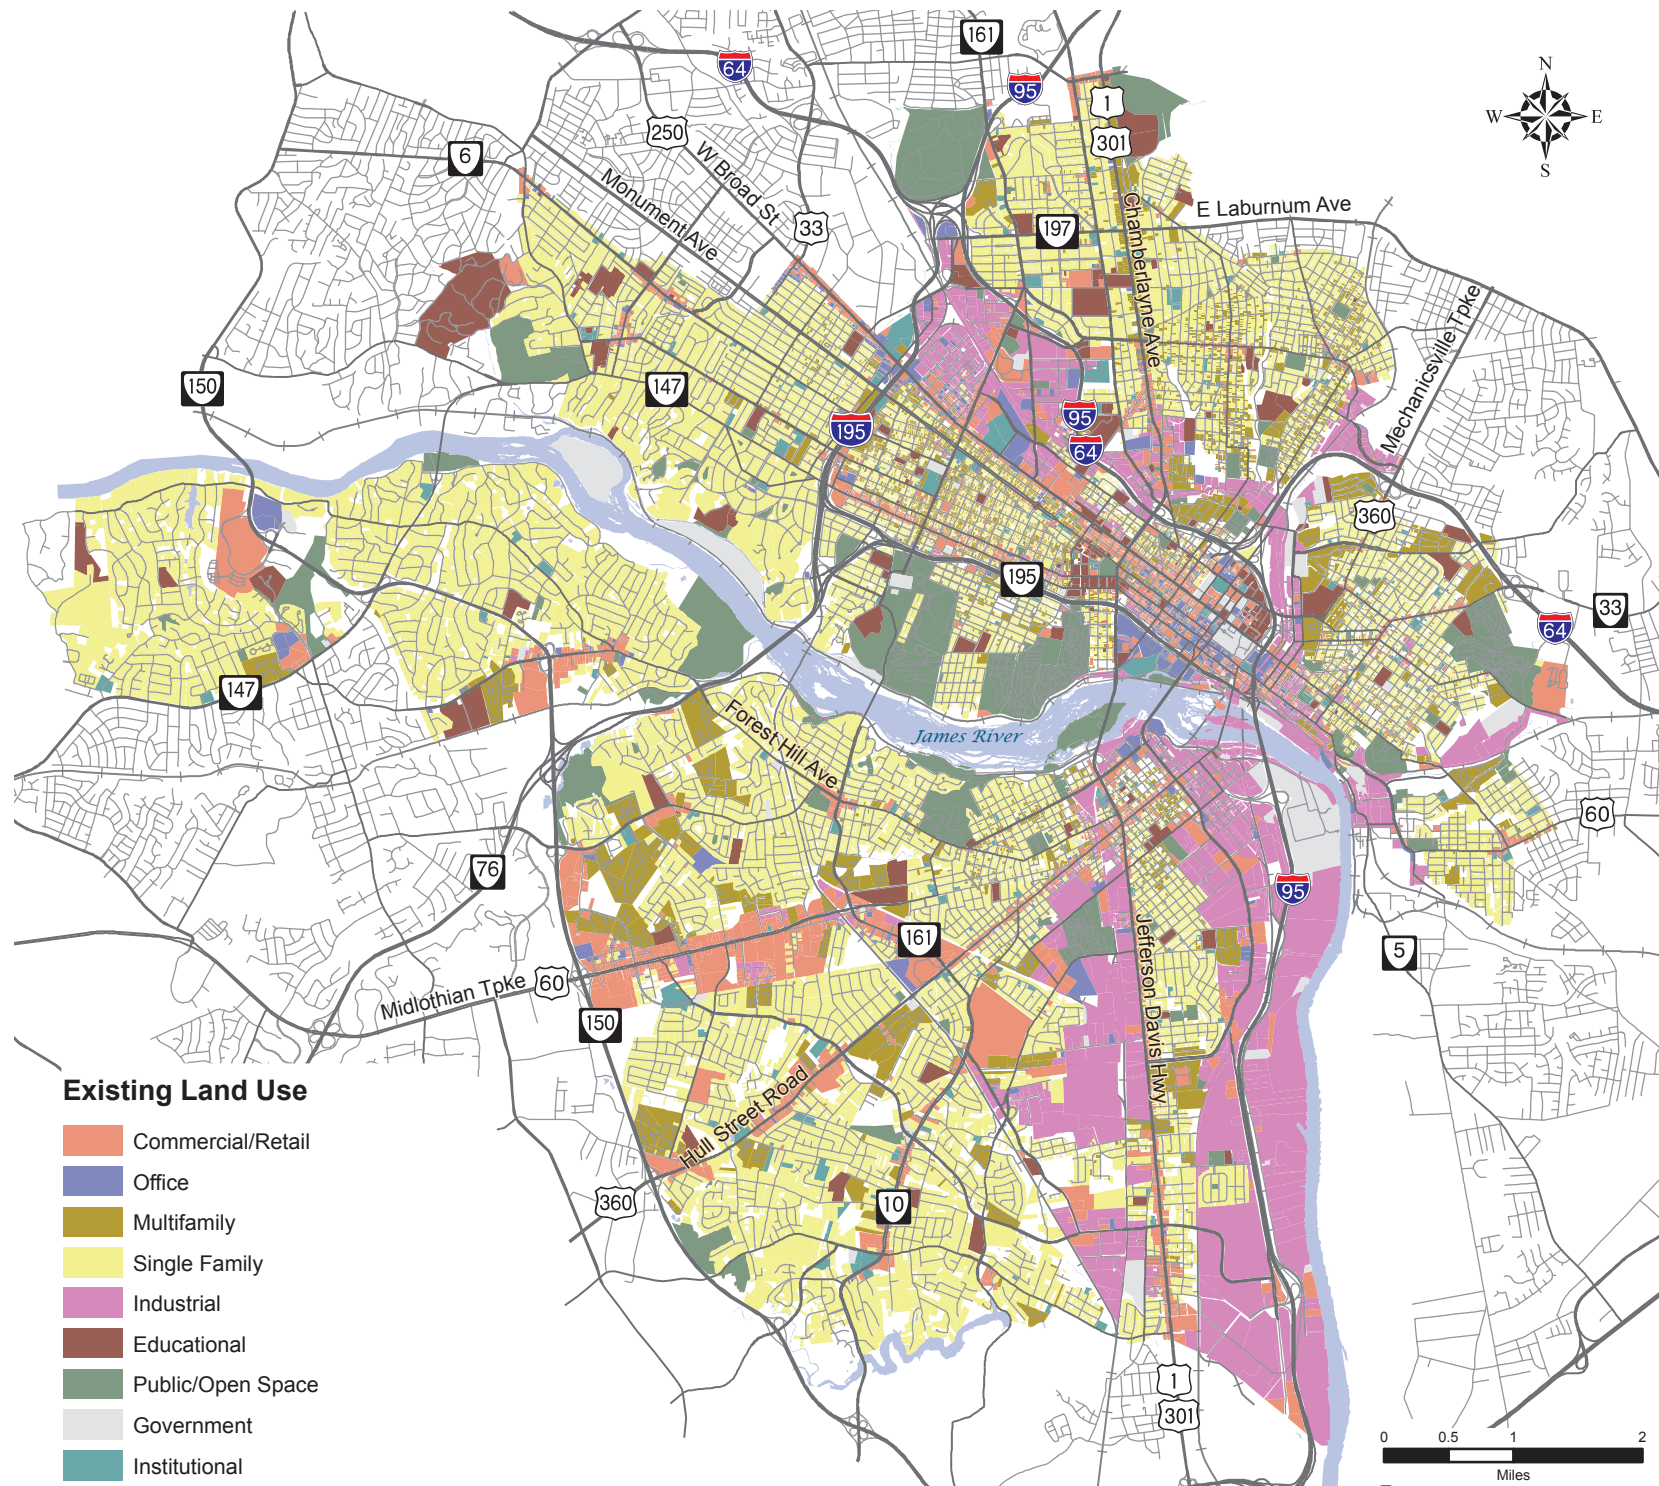 161
64
95
1
N
250
W
E
301
6
W Broad St
S
Monument Ave
Chamberlayne Ave
E Laburnum Ave
33
197
Mechanicsville Tpke
150
147
95
195
64
360
195
33
64
147
Forest Hill Ave
James River
60
76
95
161
Jefferson Davis Hwy
5
Midlothian Tpke
60
150
Existing Land Use
Hull Street Road
Commercial/Retail
Office
360
10
Multifamily
Single Family
Industrial
Educational
Public/Open Space
1
Government
301
0 0.5 1 2
Institutional
Miles